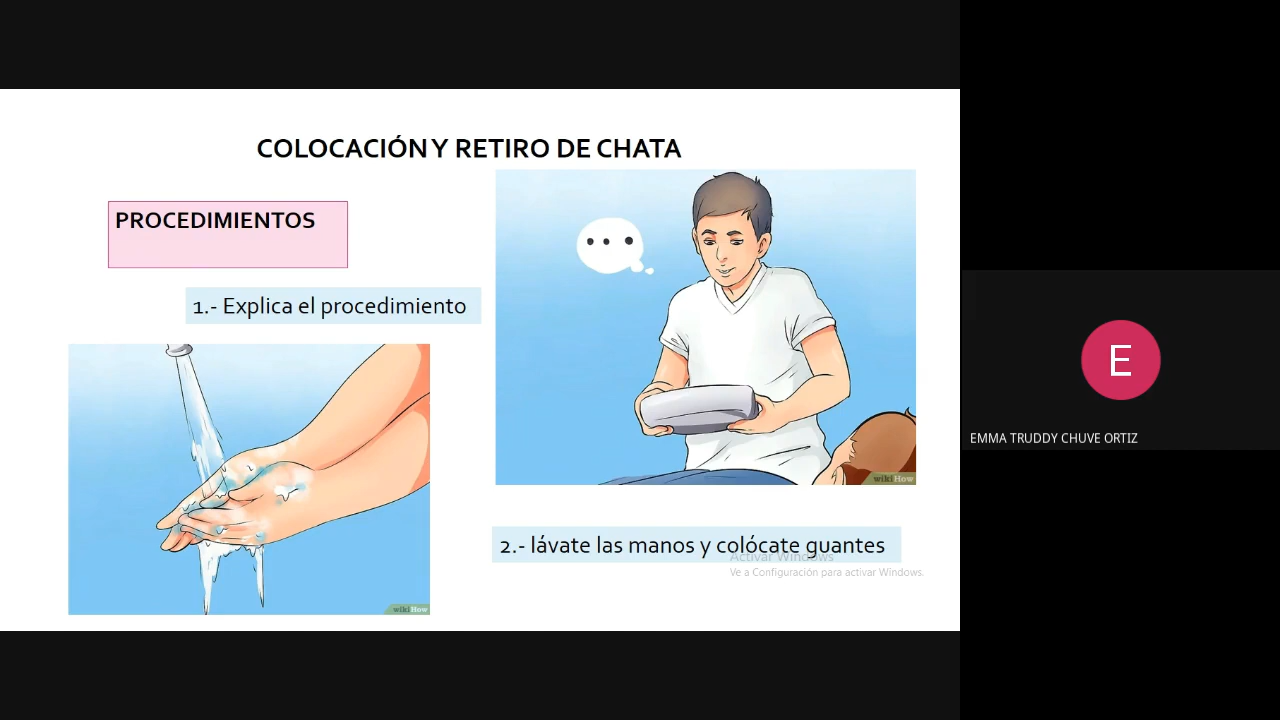 COLOCACIÓN Y RETIRO DE CHATA
PROCEDIMIENTOS
1.- Explica el procedimiento
wikiHow
2.- lávate las manos y colócate guantes
Activar Windows
Ve a Configuración para activar Windows.
wikiHow
E
EMMA TRUDDY CHUVE ORTIZ